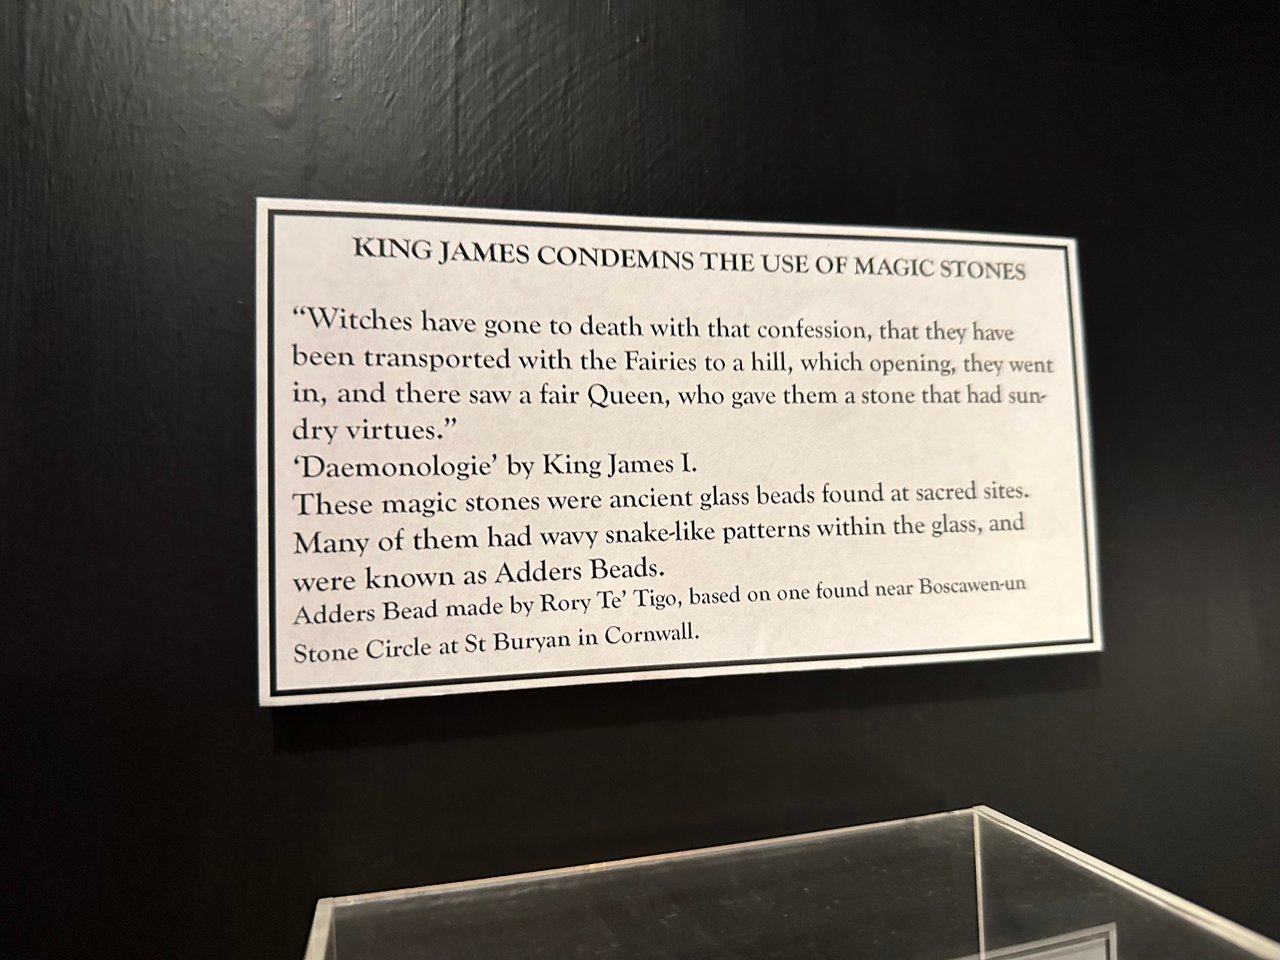 KING JAMES CONDEMNS THE USE OF MAGIC STONES
“Witches have gone to death with that confession, that they have
been transported with the Fairies to a hill, which opening, they went
in, and there saw a fair Queen, who gave them a stone that had sun-
dry virtues.”
‘Daemonologie’ by King James I.
These magic stones were ancient glass beads found at sacred sites.
Many of them had wavy snake-like patterns within the glass, and
were known as Adders Beads.
Adders Bead made by Rory Te’ Tigo, based on one found near Boscawen-un
Stone Circle at St Buryan in Cornwall.